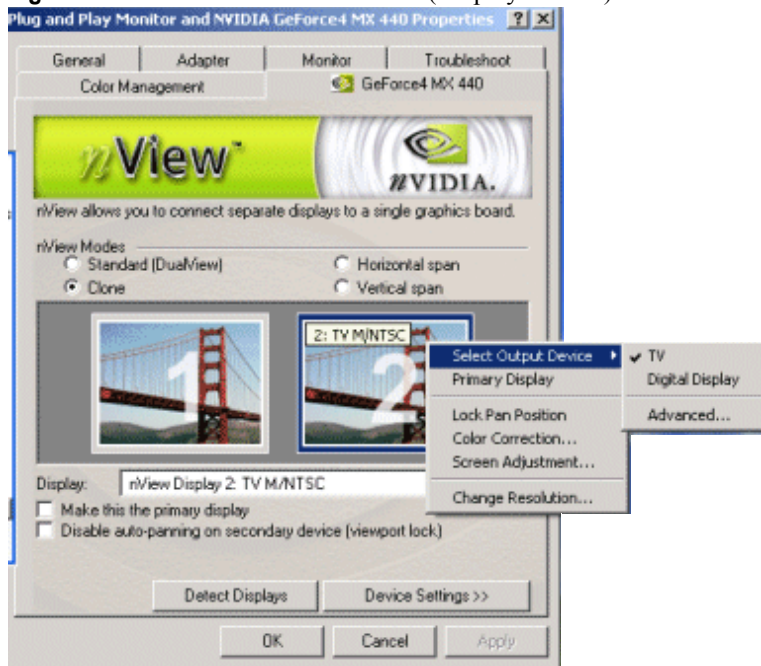 Plug and Play Monitor and NVIDIA GeForce4 MX 440 Properties
General Adapter Monitor Troubleshoot
Color Management GeForce4 MX 440
nView™ NVIDIA.
nView allows you to connect separate displays to a single graphics board.
nView Modes
Standard (DualView) Horizontal span
Clone Vertical span
1 2: TV M/NTSC 2
Select Output Device TV
Primary Display Digital Display
Lock Pan Position Advanced...
Color Correction...
Screen Adjustment...
Change Resolution...
Display: nView Display 2: TV M/NTSC
Make this the primary display
Disable auto-panning on secondary device (viewport lock)
Detect Displays Device Settings >>
OK Cancel Apply